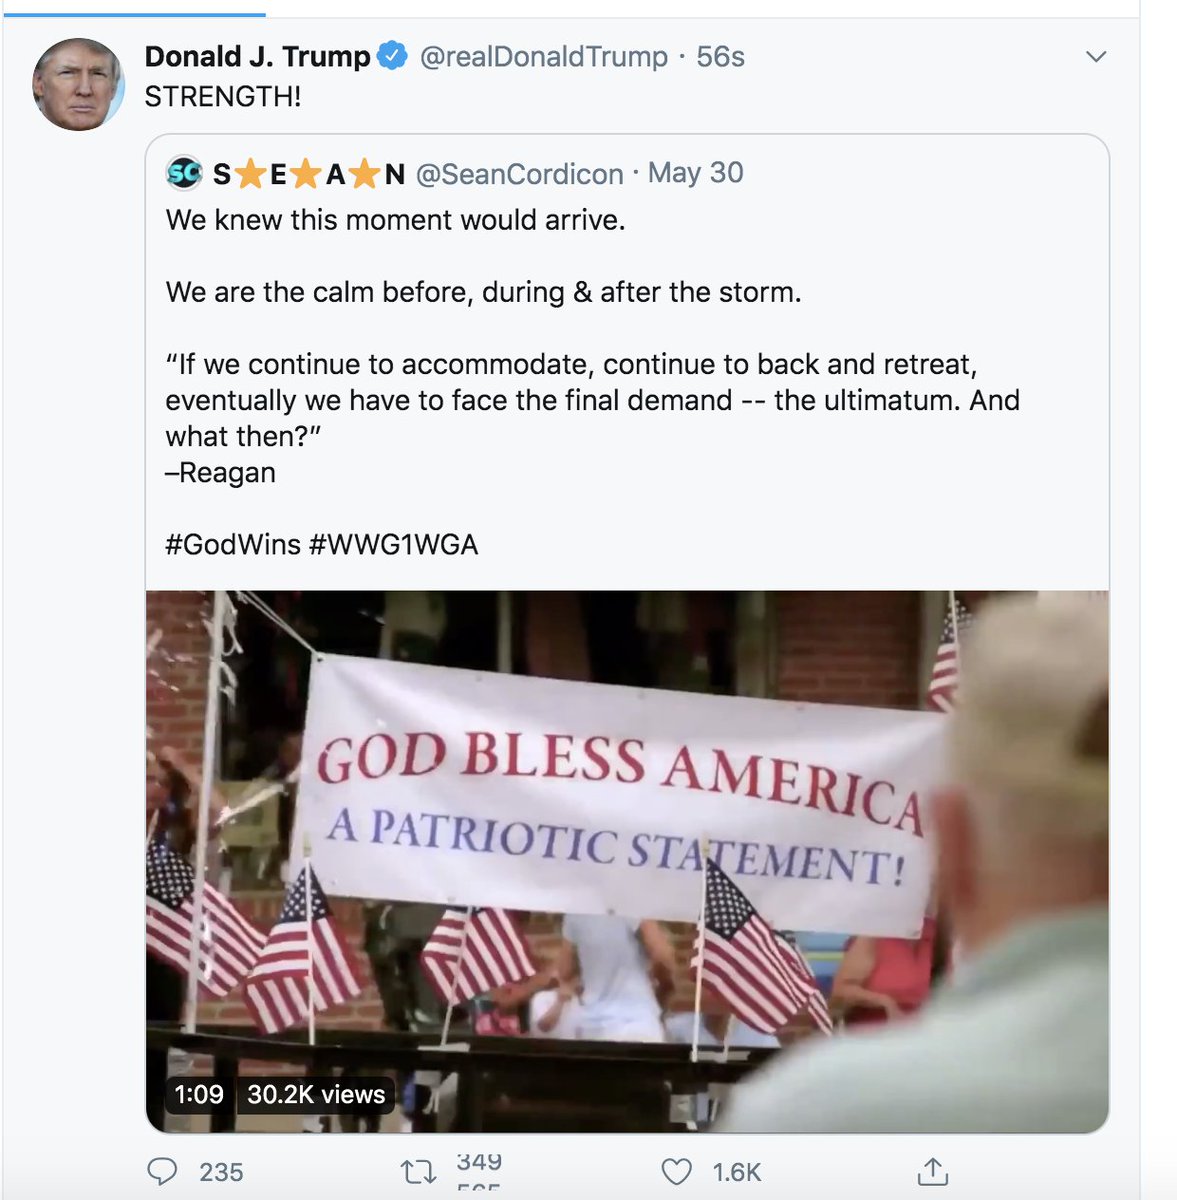 Donald J. Trump @realDonaldTrump · 56s
STRENGTH!
SC S⭐E⭐A⭐N @SeanCordicon · May 30
We knew this moment would arrive.
We are the calm before, during & after the storm.
“If we continue to accommodate, continue to back and retreat,
eventually we have to face the final demand -- the ultimatum. And
what then?”
–Reagan
#GodWins #WWG1WGA
GOD BLESS AMERICA
A PATRIOTIC STATEMENT!
1:09 30.2K views
235 349 1.6K